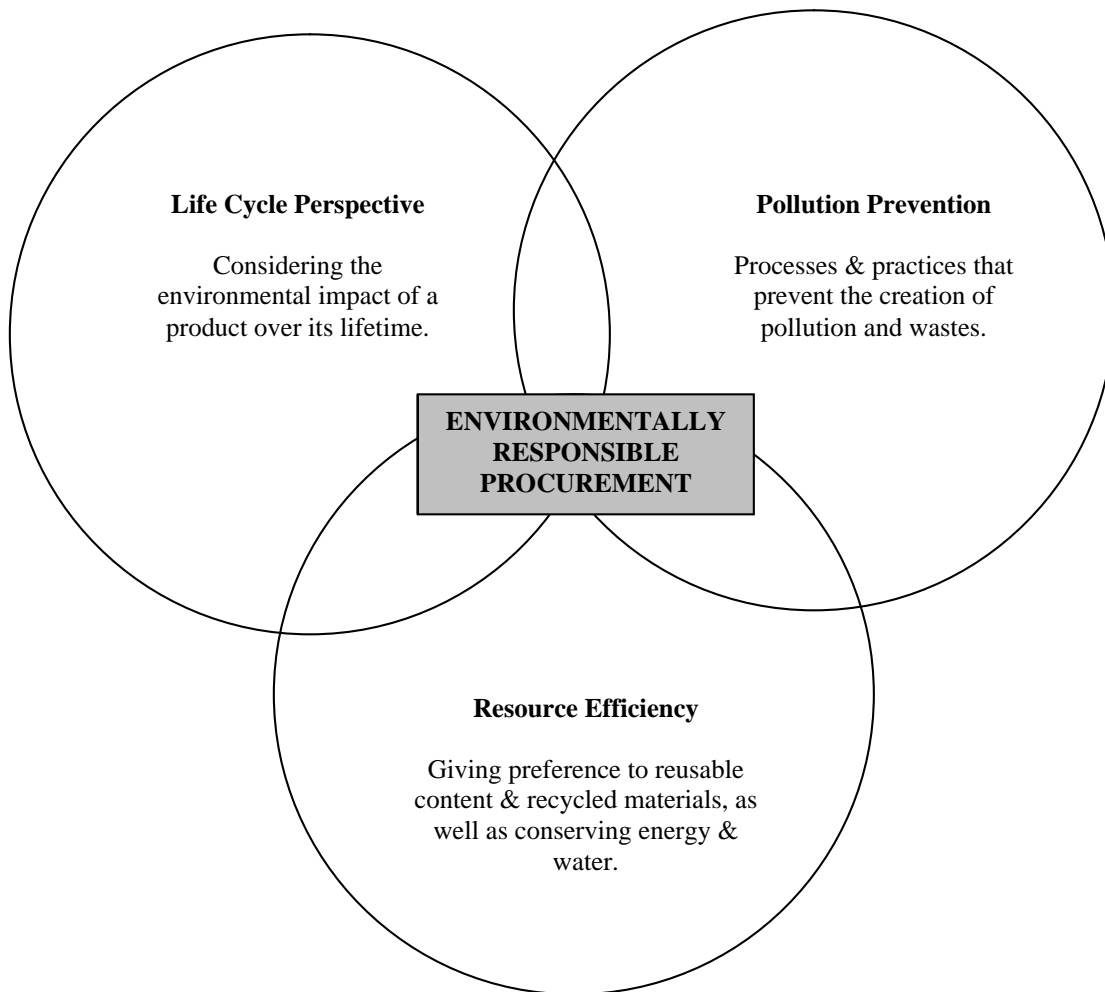 Life Cycle Perspective
Considering the
environmental impact of a
product over its lifetime.
Pollution Prevention
Processes & practices that
prevent the creation of
pollution and wastes.
ENVIRONMENTALLY
RESPONSIBLE
PROCUREMENT
Resource Efficiency
Giving preference to reusable
content & recycled materials, as
well as conserving energy &
water.